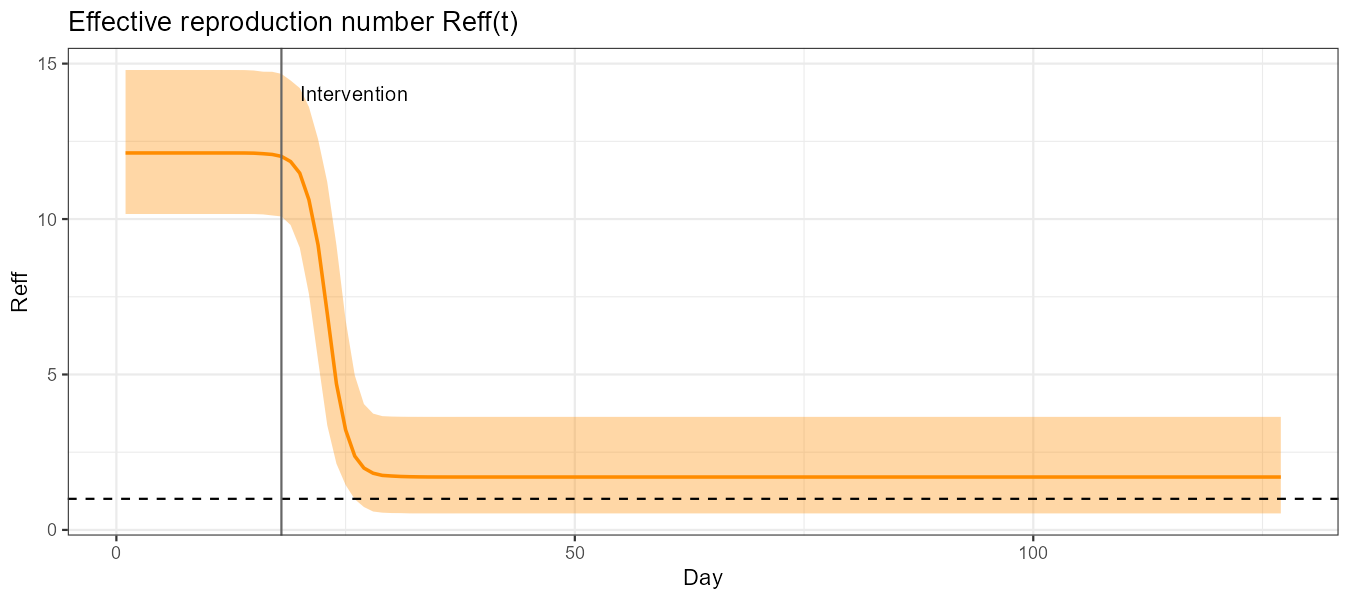 Effective reproduction number Reff(t)
15
Intervention
10
Reff
5
0
0 50 100
Day